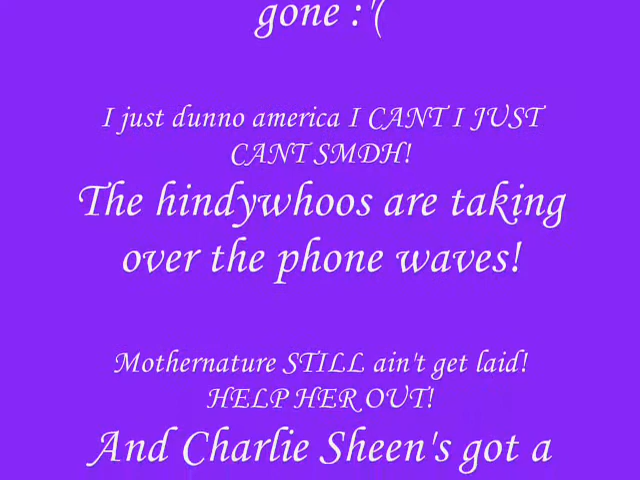 gone :'(
I just dunno america I CANT I JUST
CANT SMDH!
The hindywhoos are taking
over the phone waves!
Mothernature STILL ain't get laid!
HELP HER OUT!
And Charlie Sheen's got a